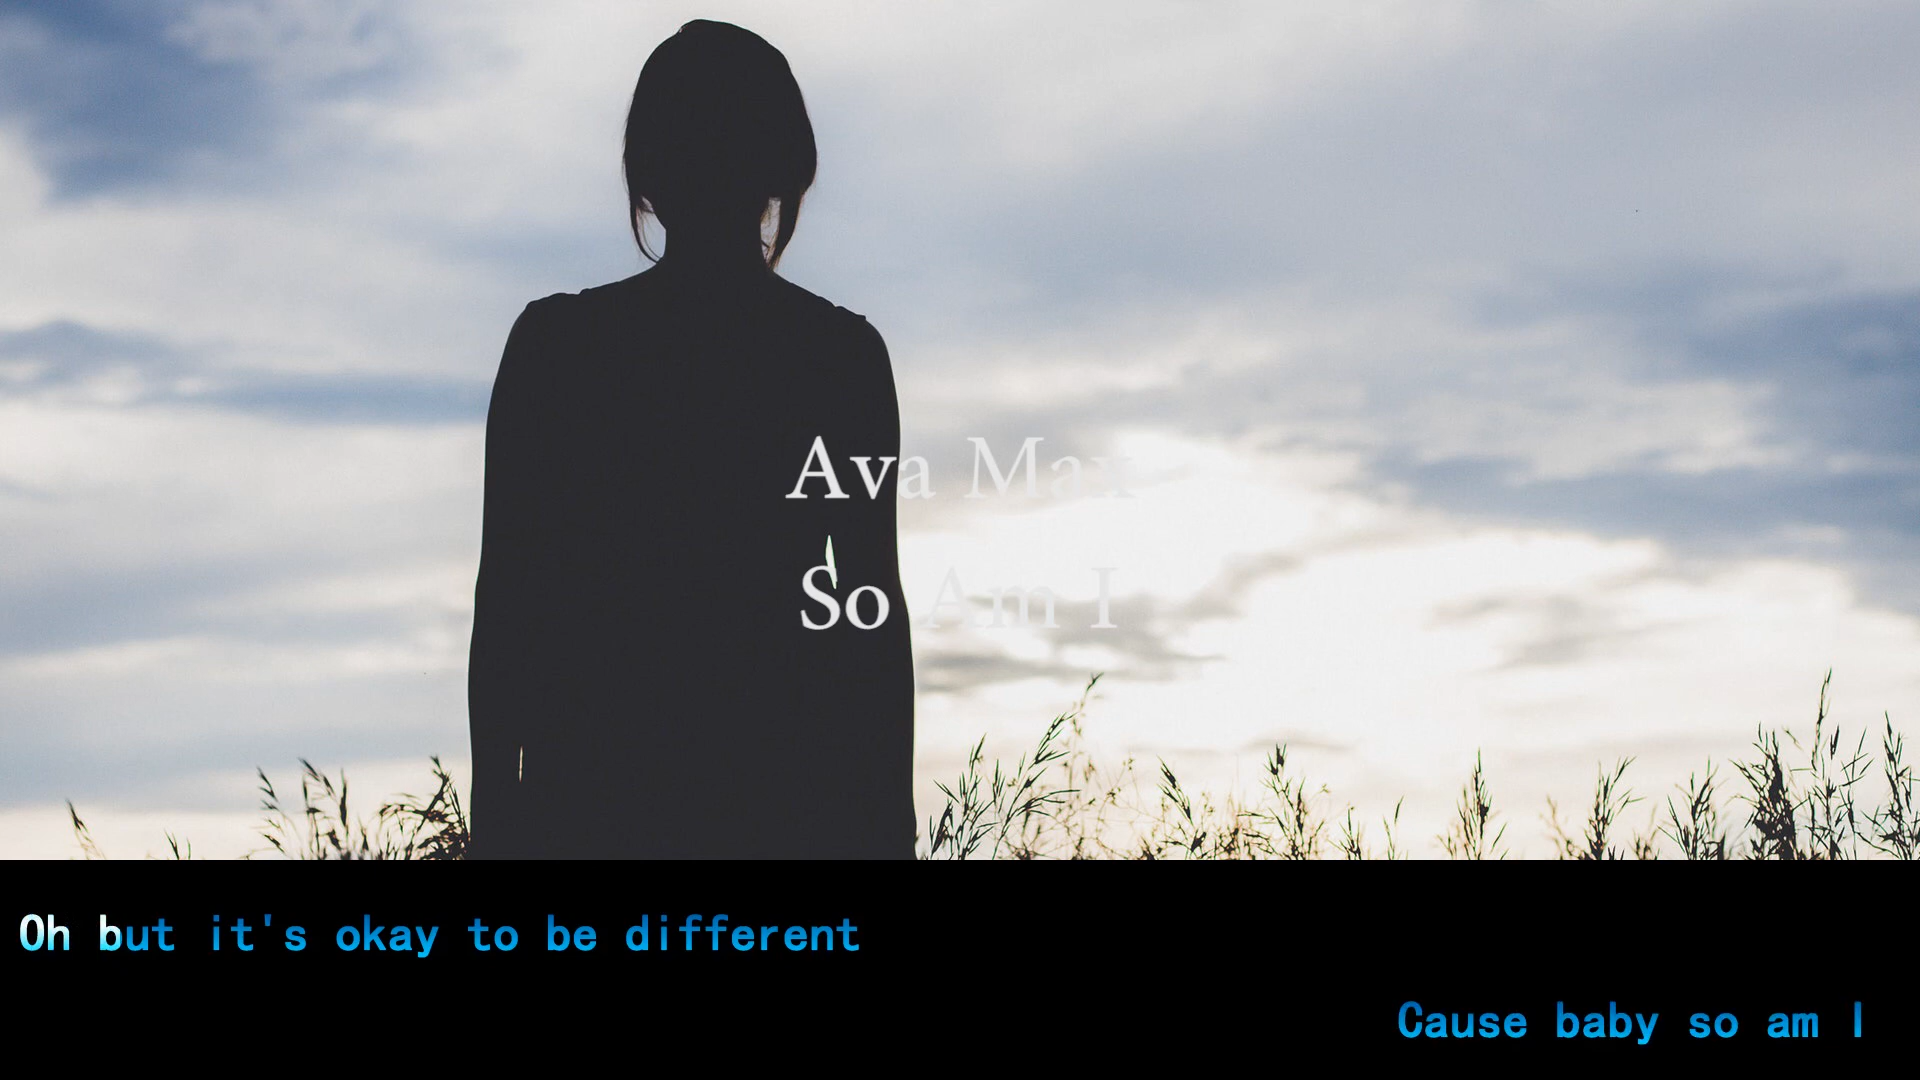 Ava Max
So Am I
Oh but it's okay to be different
Cause baby so am I